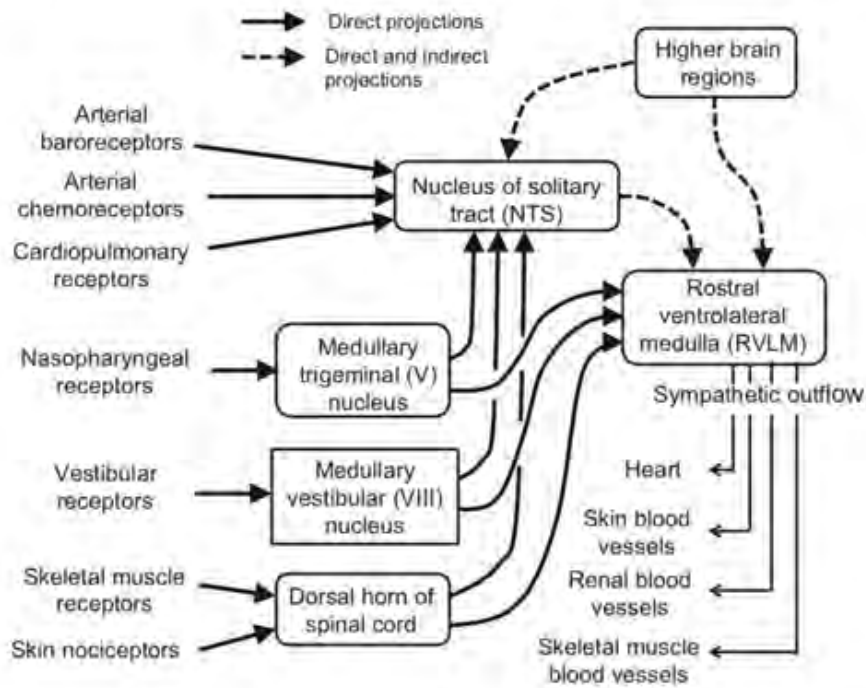 Direct projections
Direct and indirect
projections
Higher brain
regions
Arterial
baroreceptors
Arterial
chemoreceptors
Cardiopulmonary
receptors
Nucleus of solitary
tract (NTS)
Rostral
ventrolateral
medulla (RVLM)
Nasopharyngeal
receptors
Medullary
trigeminal (V)
nucleus
Sympathetic outflow
Vestibular
receptors
Medullary
vestibular (VIII)
nucleus
Heart
Skin blood
vessels
Skeletal muscle
receptors
Skin nociceptors
Dorsal horn of
spinal cord
Renal blood
vessels
Skeletal muscle
blood vessels